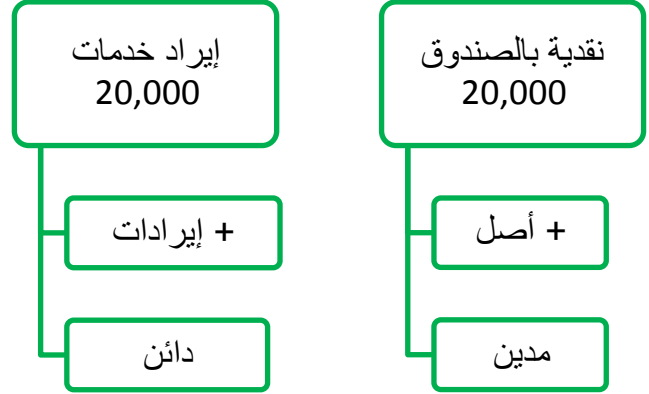 نقدية بالصندوق
20,000
+ أصل
مدين
إيراد خدمات
20,000
+ إيرادات
دائن